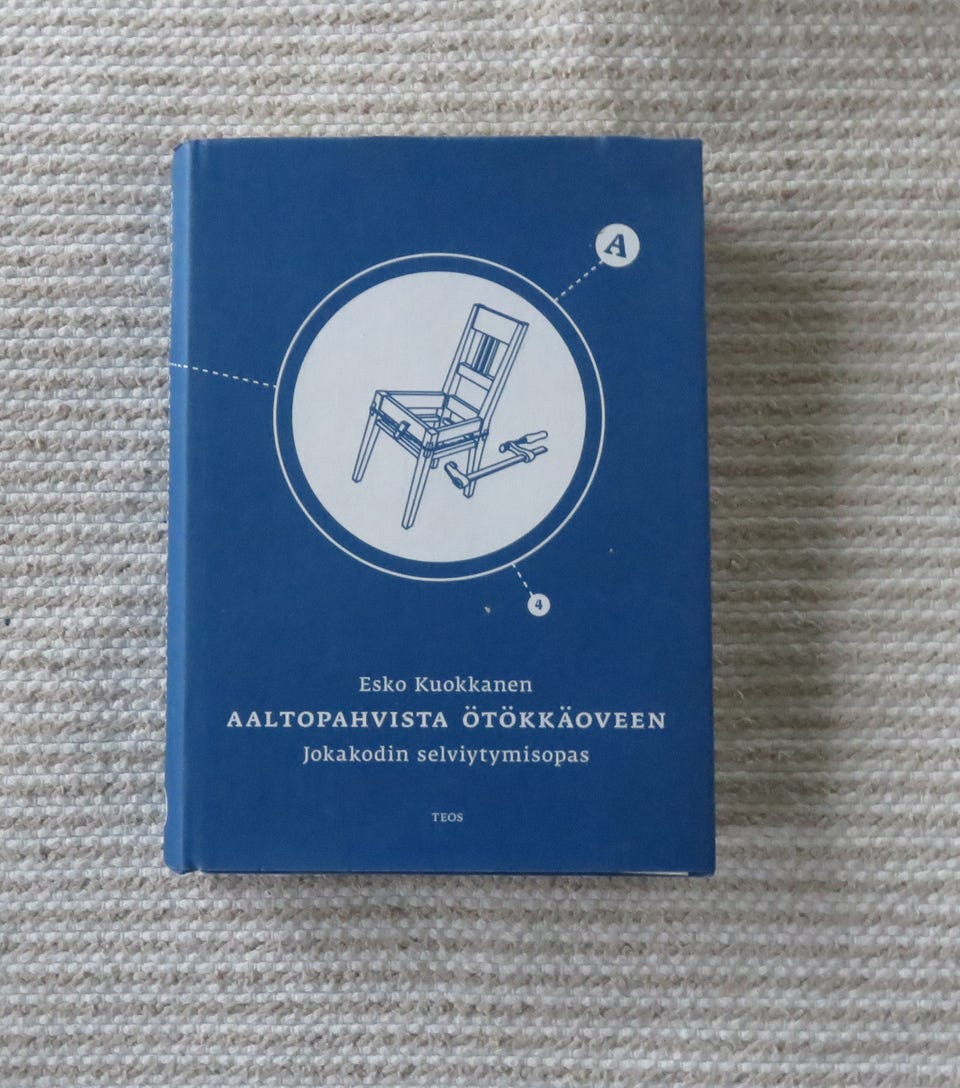 A
4
Esko Kuokkanen
AALTOPAHVISTA ÖTÖKKÄOVEEN
Jokakodin selviytymisopas
TEOS